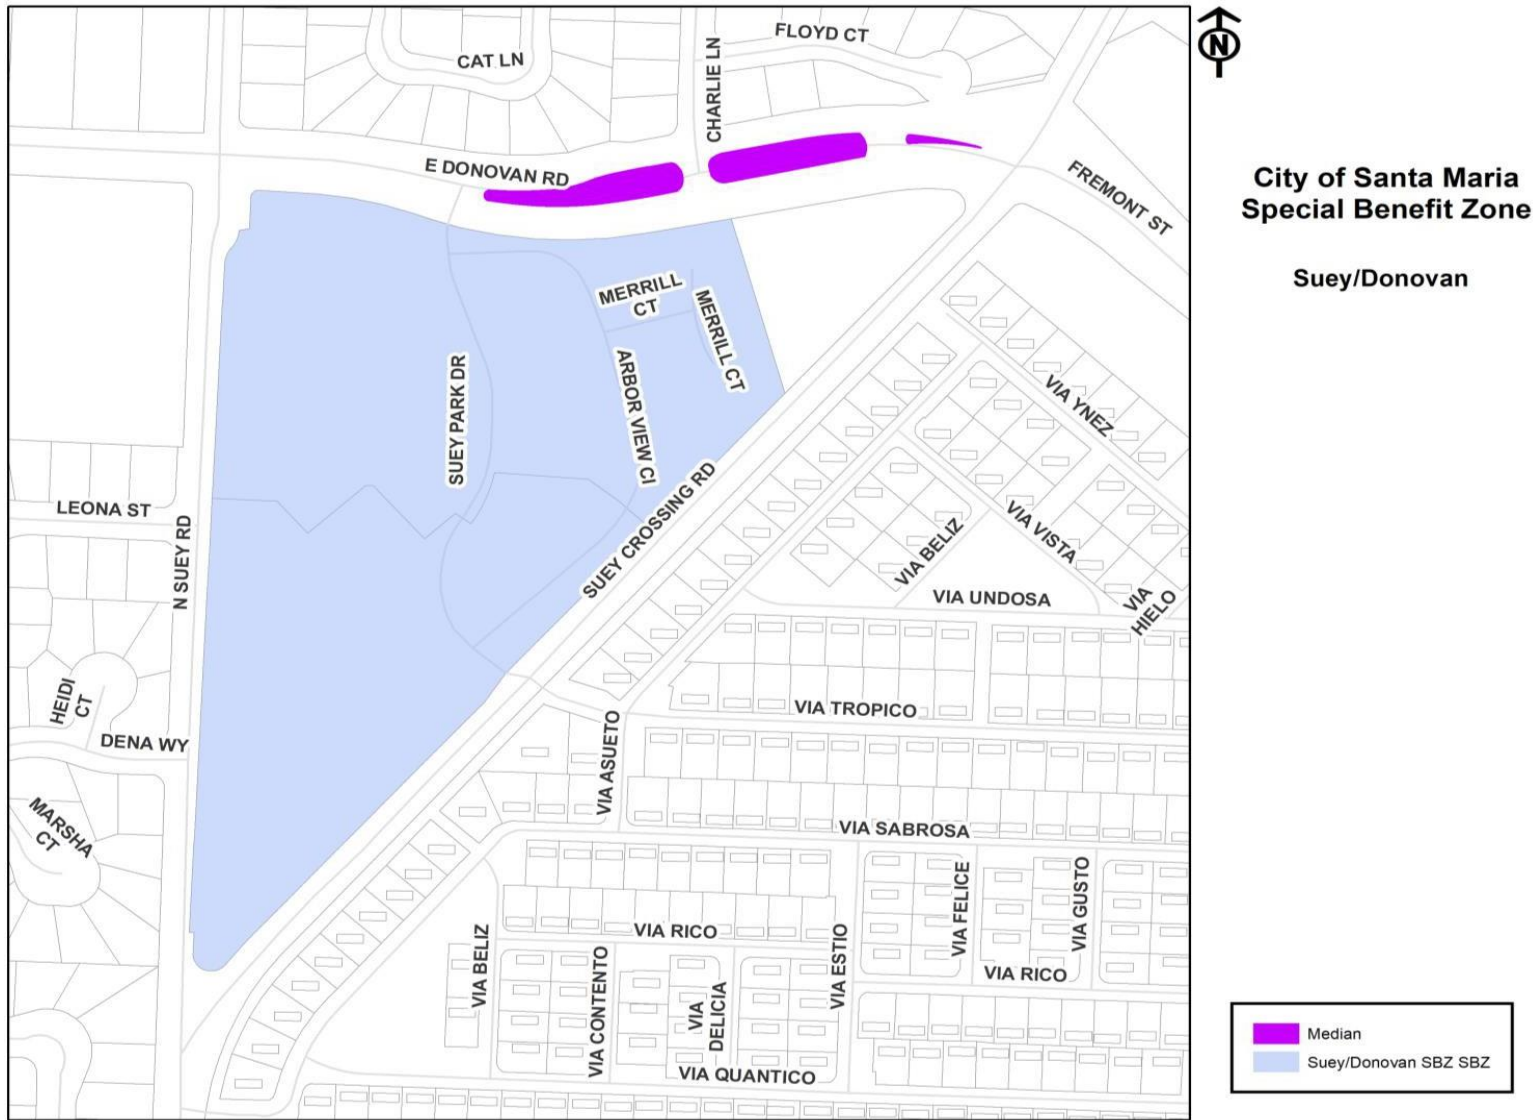 CAT LN
FLOYD CT
CHARLIE LN
N
E DONOVAN RD
FREMONT ST
City of Santa Maria
Special Benefit Zone
Suey/Donovan
MERRILL
CT
MERRILL CT
SUEY PARK DR
ARBOR VIEW CI
VIA YNEZ
LEONA ST
N SUEY RD
SUEY CROSSING RD
VIA BELIZ
VIA VISTA
VIA UNDOSA
VIA
HIELO
HEIDI
CT
DENA WY
VIA TROPICO
VIA ASUETO
MARSHA
CT
VIA SABROSA
VIA BELIZ
VIA RICO
VIA CONTENTO
VIA
DELICIA
VIA ESTIO
VIA FELICE
VIA GUSTO
VIA RICO
VIA QUANTICO
Median
Suey/Donovan SBZ SBZ